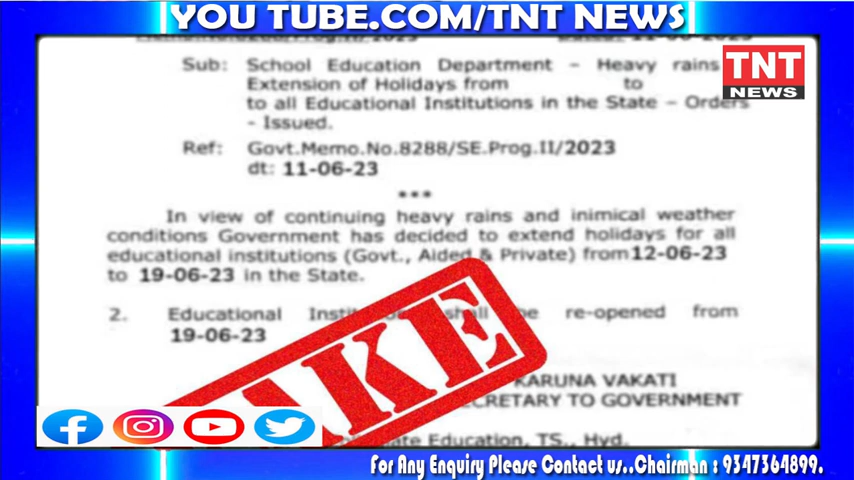 YOU TUBE.COM/TNT NEWS
Sub: School Education Department – Heavy rains
Extension of Holidays from to
to all Educational Institutions in the State – Orders
- Issued.
TNT
NEWS
Ref: Govt.Memo.No.8288/SE.Prog.II/2023
dt: 11-06-23
***
In view of continuing heavy rains and inimical weather
conditions Government has decided to extend holidays for all
educational institutions (Govt., Aided & Private) from12-06-23
to 19-06-23 in the State.
2. Educational shall be re-opened from
19-06-23
FAKE
KARUNA VAKATI
SECRETARY TO GOVERNMENT
Education, TS., Hyd.
For Any Enquiry Please Contact us..Chairman : 9347364899.